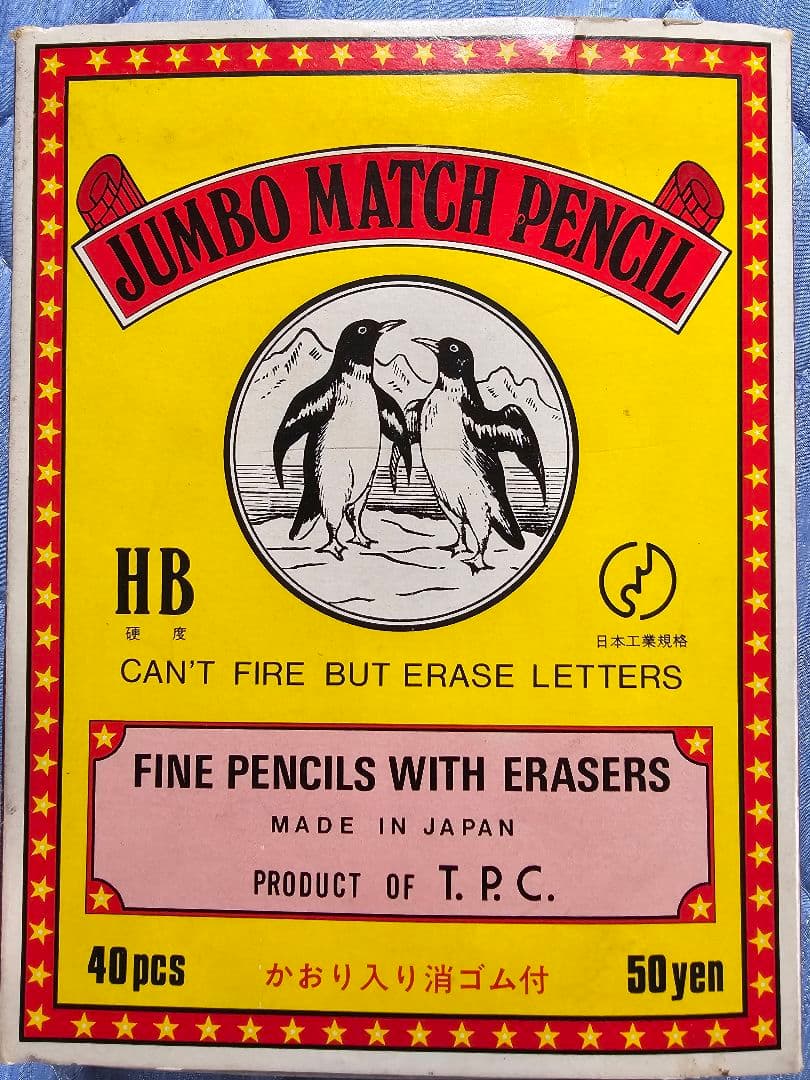 JUMBO MATCH PENCIL
HB
硬 度
日本工業規格
CAN'T FIRE BUT ERASE LETTERS
FINE PENCILS WITH ERASERS
MADE IN JAPAN
PRODUCT OF T.P.C.
40pcs
かおり入り消ゴム付
50yen